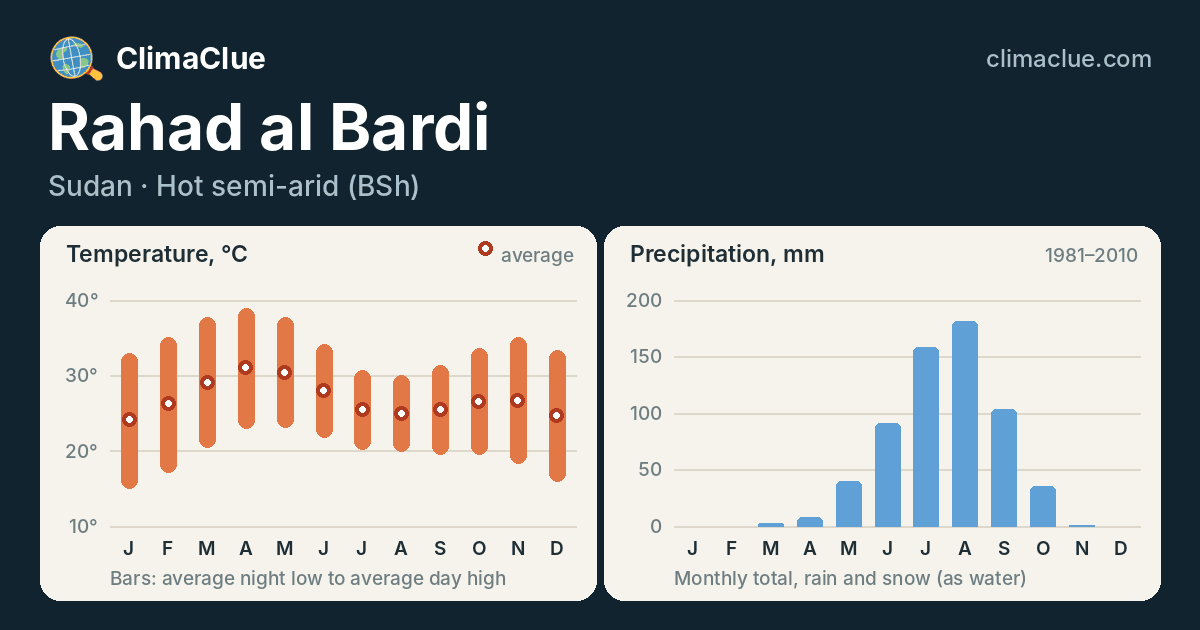 ClimaClue
climaclue.com
Rahad al Bardi
Sudan · Hot semi-arid (BSh)
Temperature, °C
average
40°
30°
20°
10°
J F M A M J J A S O N D
Bars: average night low to average day high
Precipitation, mm
1981–2010
200
150
100
50
0
J F M A M J J A S O N D
Monthly total, rain and snow (as water)